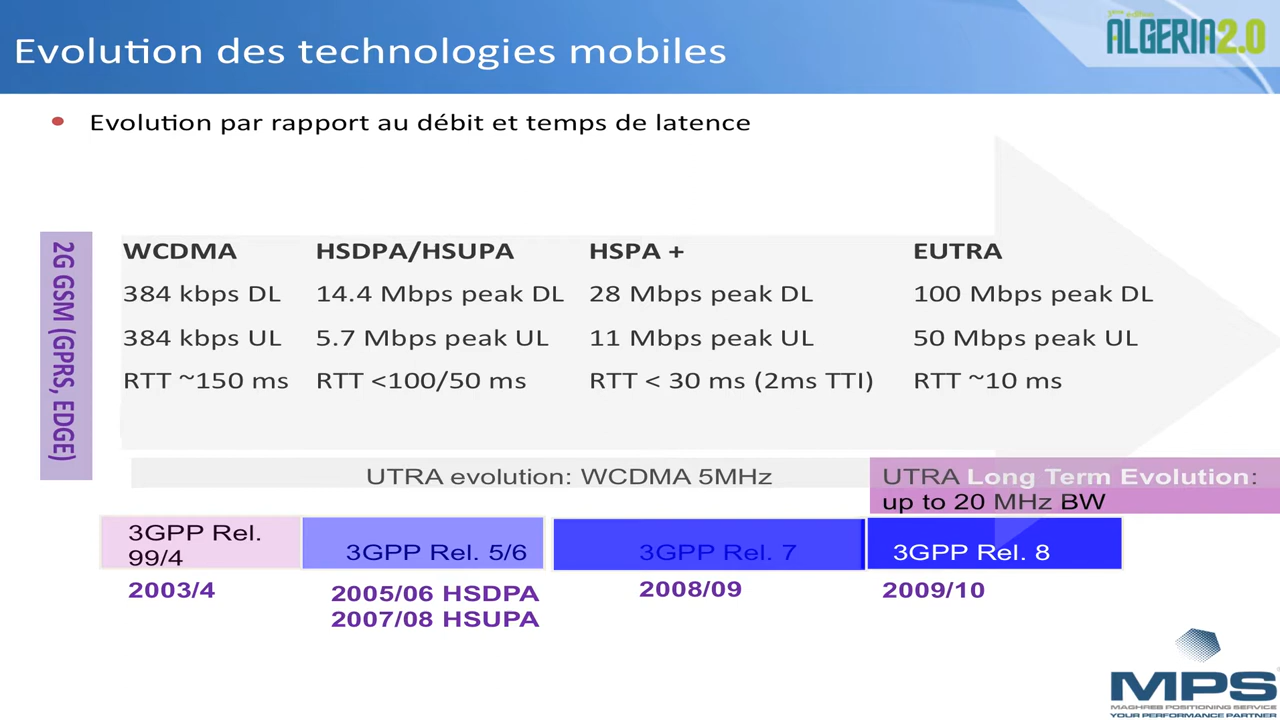 Evolution des technologies mobiles
3ème édition
ALGERIA2.0
• Evolution par rapport au débit et temps de latence
2G GSM (GPRS, EDGE)
WCDMA HSDPA/HSUPA HSPA + EUTRA
384 kbps DL 14.4 Mbps peak DL 28 Mbps peak DL 100 Mbps peak DL
384 kbps UL 5.7 Mbps peak UL 11 Mbps peak UL 50 Mbps peak UL
RTT ~150 ms RTT <100/50 ms RTT < 30 ms (2ms TTI) RTT ~10 ms
UTRA evolution: WCDMA 5MHz
UTRA Long Term Evolution:
up to 20 MHz BW
3GPP Rel.
99/4
3GPP Rel. 5/6
3GPP Rel. 7
3GPP Rel. 8
2003/4
2005/06 HSDPA
2007/08 HSUPA
2008/09
2009/10
MPS
MAGHREB POSITIONING SERVICE
YOUR PERFORMANCE PARTNER